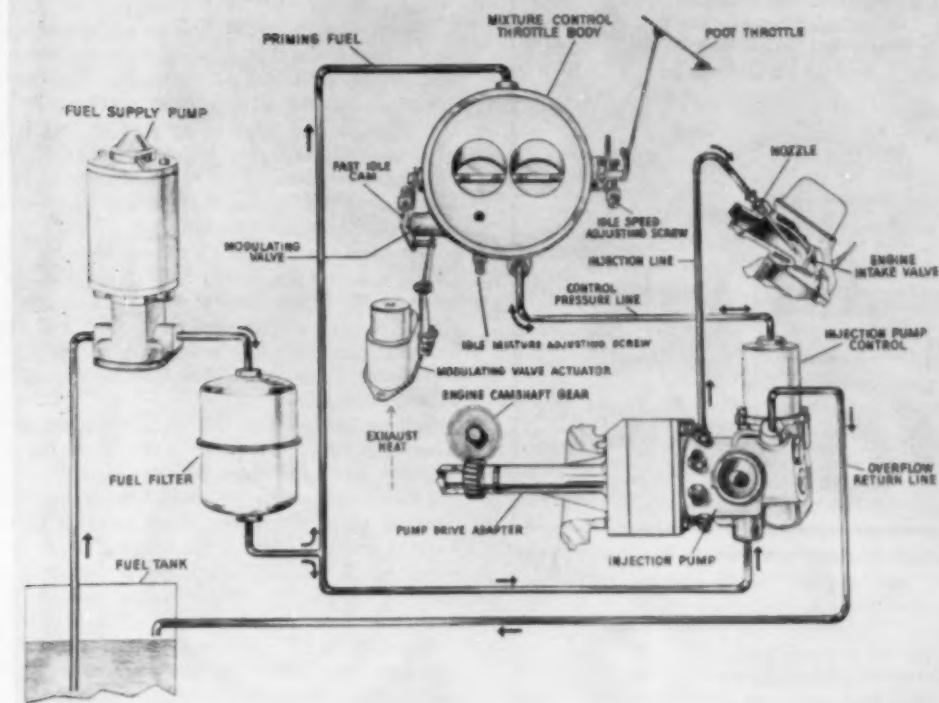 MIXTURE CONTROL
THROTTLE BODY
PRIMING FUEL
FOOT THROTTLE
FUEL SUPPLY PUMP
FAST IDLE
CAM
NOZZLE
MODULATING
VALVE
IDLE SPEED
ADJUSTING SCREW
INJECTION LINE
ENGINE
INTAKE VALVE
CONTROL
PRESSURE LINE
IDLE MIXTURE ADJUSTING SCREW
INJECTION PUMP
CONTROL
MODULATING VALVE ACTUATOR
ENGINE CAMSHAFT GEAR
EXHAUST
HEAT
FUEL FILTER
OVERFLOW
RETURN LINE
PUMP DRIVE ADAPTER
INJECTION PUMP
FUEL TANK